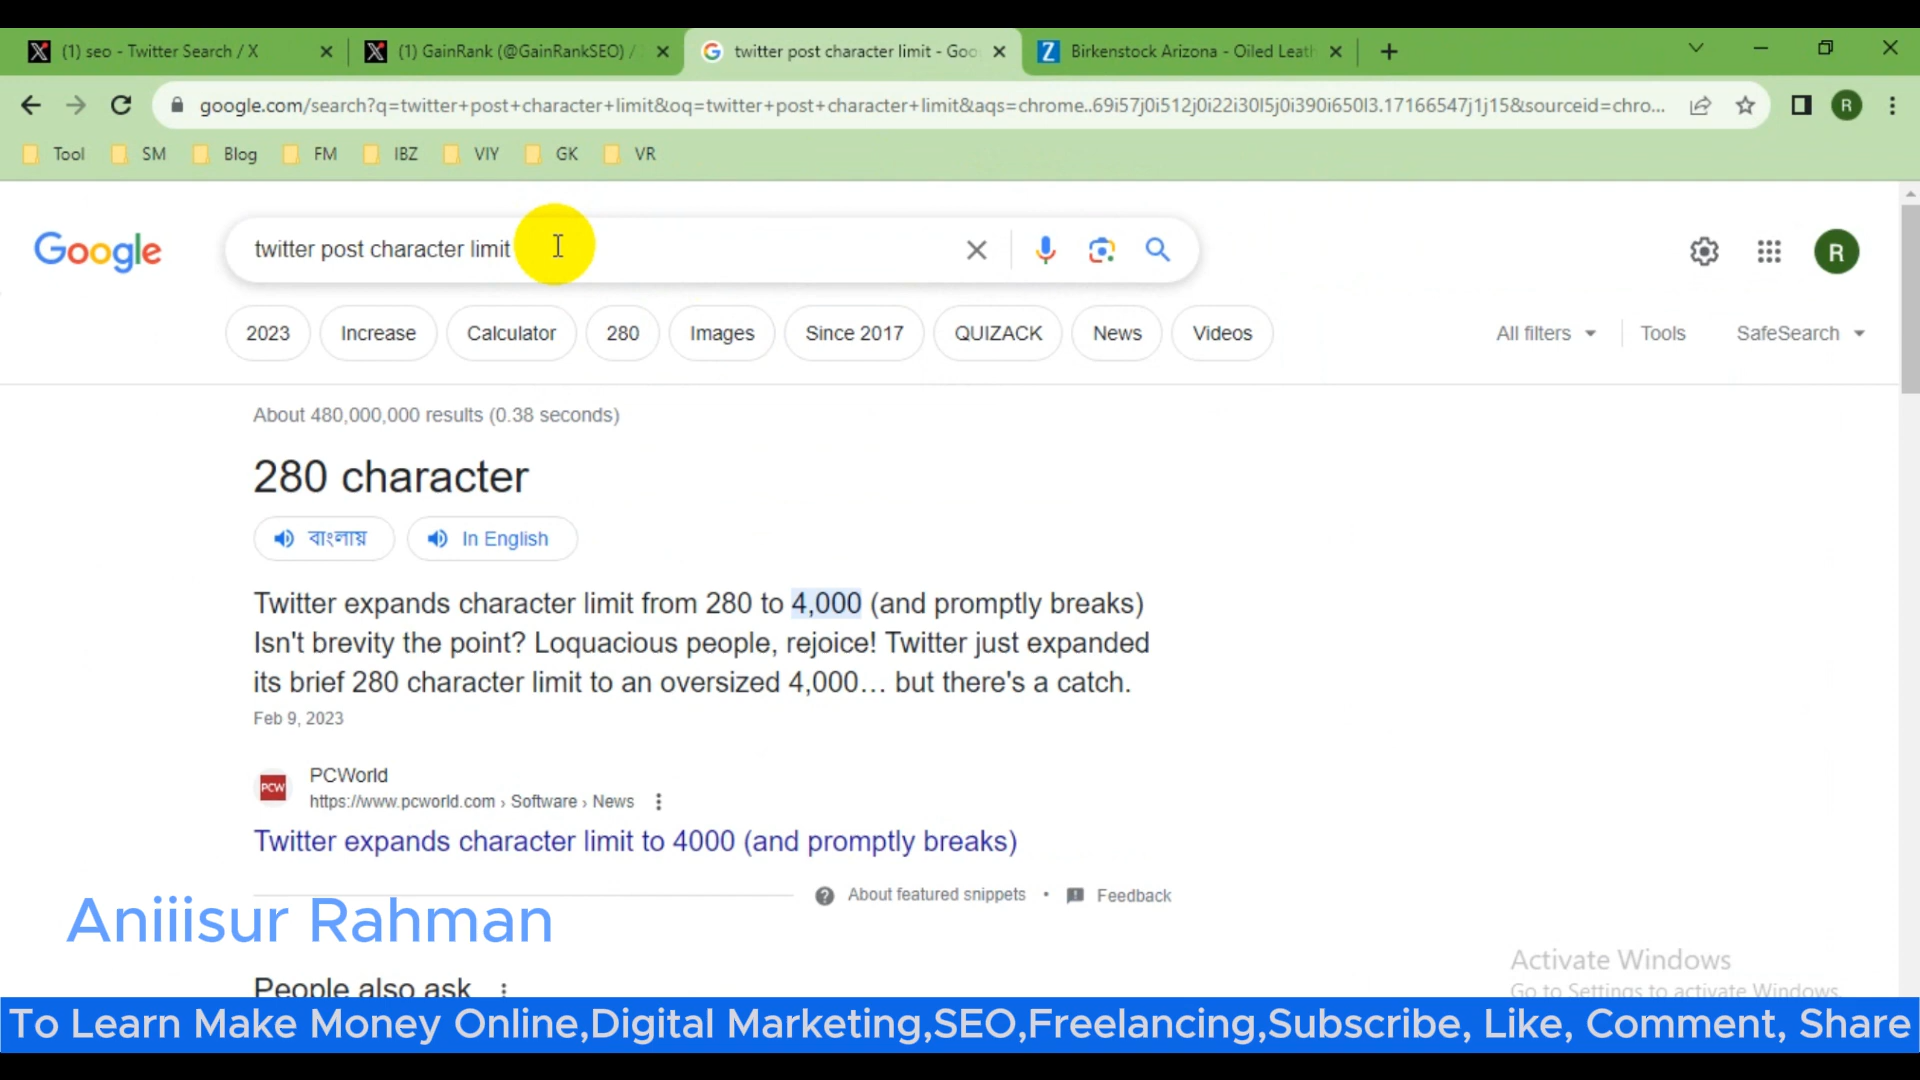 (1) seo - Twitter Search / X
(1) GainRank (@GainRankSEO) /
twitter post character limit - Goo
Birkenstock Arizona - Oiled Leath
google.com/search?q=twitter+post+character+limit&oq=twitter+post+character+limit&aqs=chrome..69i57j0i512j0i22i30l5j0i390i650l3.17166547j1j15&sourceid=chro...
R
Tool SM Blog FM IBZ VIY GK VR
Google
twitter post character limit
R
2023 Increase Calculator 280 Images Since 2017 QUIZACK News Videos
All filters Tools SafeSearch
About 480,000,000 results (0.38 seconds)
280 character
বাংলায় In English
Twitter expands character limit from 280 to 4,000 (and promptly breaks)
Isn't brevity the point? Loquacious people, rejoice! Twitter just expanded
its brief 280 character limit to an oversized 4,000… but there's a catch.
Feb 9, 2023
PCW
PCWorld
https://www.pcworld.com › Software › News
Twitter expands character limit to 4000 (and promptly breaks)
About featured snippets • Feedback
Aniiisur Rahman
Activate Windows
Go to Settings to activate Windows.
People also ask
To Learn Make Money Online,Digital Marketing,SEO,Freelancing,Subscribe, Like, Comment, Share